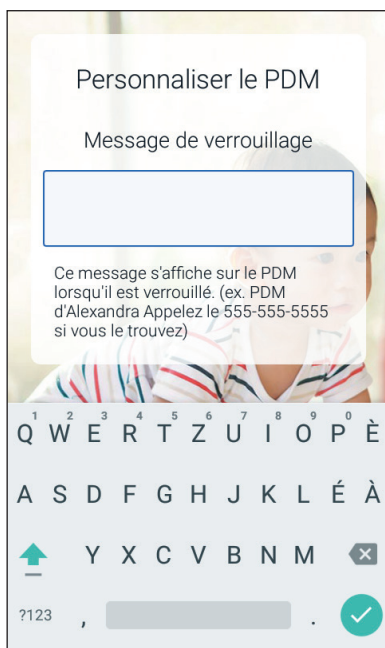 Personnaliser le PDM
Message de verrouillage
Ce message s'affiche sur le PDM
lorsqu'il est verrouillé. (ex. PDM
d'Alexandra Appelez le 555-555-5555
si vous le trouvez)
1 2 3 4 5 6 7 8 9 0
Q W E R T Z U I O P È
A S D F G H J K L É À
Y X C V B N M
?123 , .